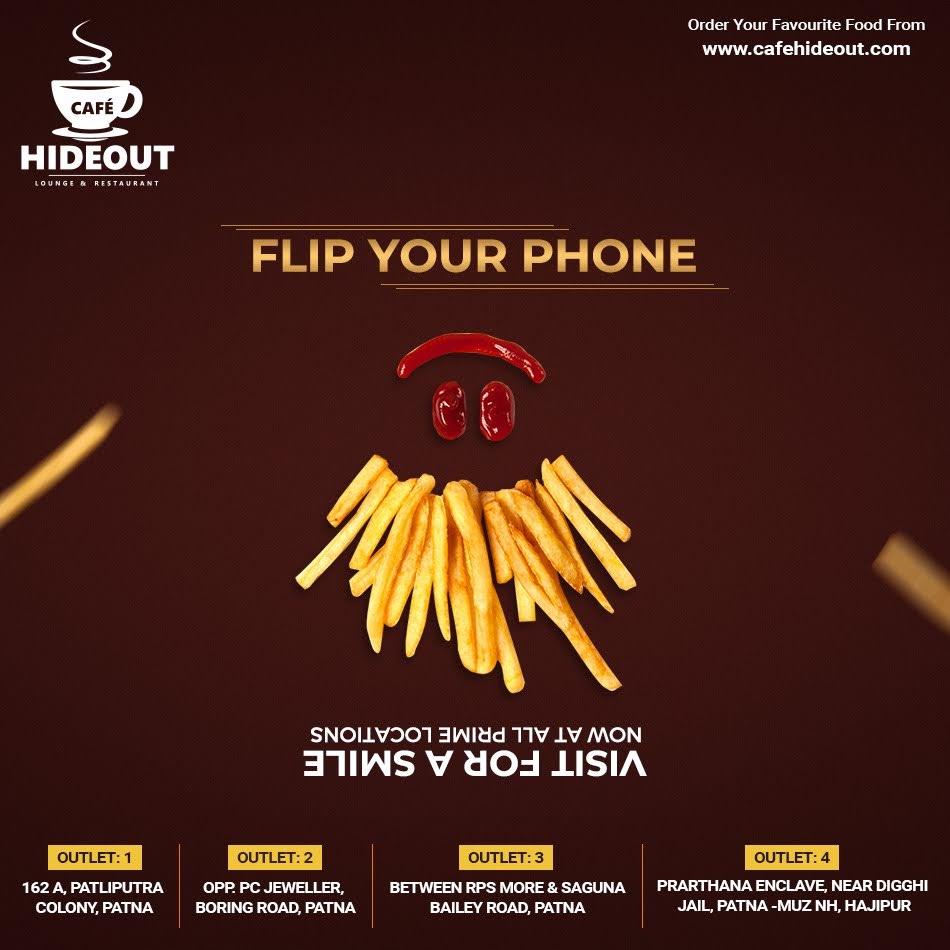 Order Your Favourite Food From
www.cafehideout.com
CAFÉ
HIDEOUT
LOUNGE & RESTAURANT
FLIP YOUR PHONE
VISIT FOR A SMILE
NOW AT ALL PRIME LOCATIONS
OUTLET: 1
162 A, PATLIPUTRA
COLONY, PATNA
OUTLET: 2
OPP. PC JEWELLER,
BORING ROAD, PATNA
OUTLET: 3
BETWEEN RPS MORE & SAGUNA
BAILEY ROAD, PATNA
OUTLET: 4
PRARTHANA ENCLAVE, NEAR DIGGHI
JAIL, PATNA -MUZ NH, HAJIPUR